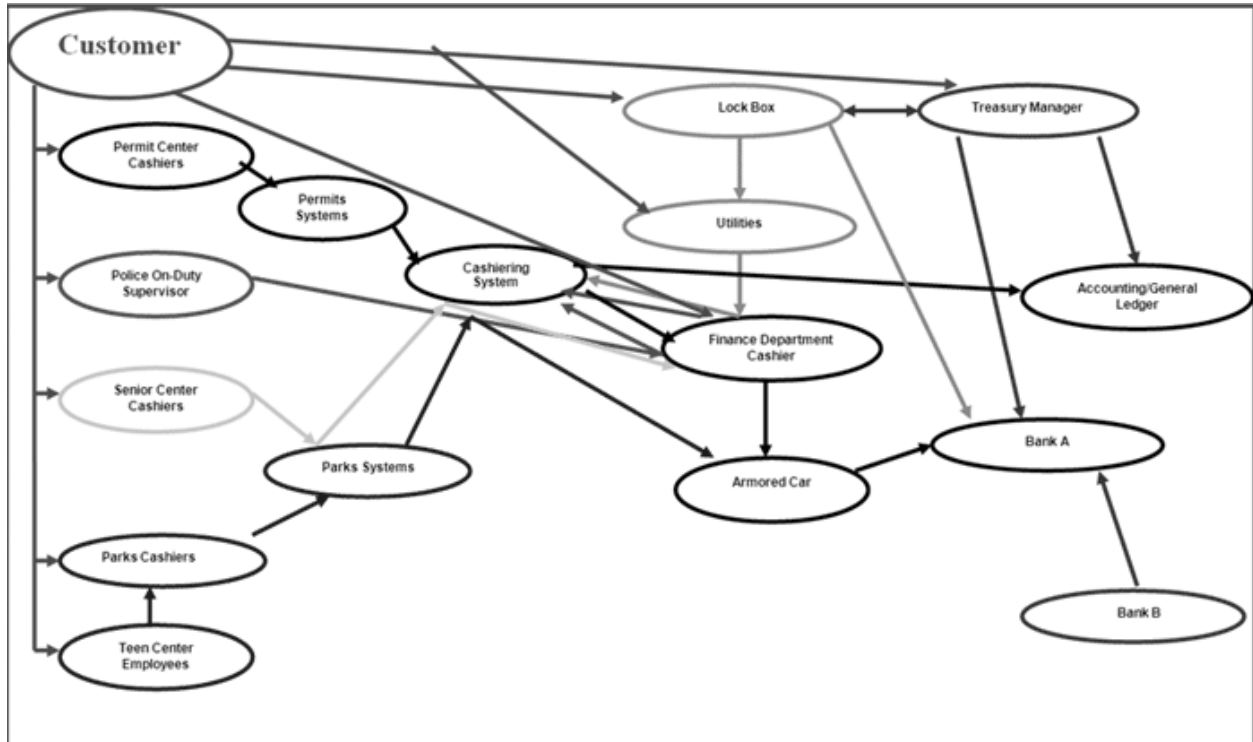 Customer
Lock Box
Treasury Manager
Permit Center
Cashiers
Permits
Systems
Utilities
Police On-Duty
Supervisor
Cashiering
System
Accounting/General
Ledger
Finance Department
Cashier
Senior Center
Cashiers
Parks Systems
Bank A
Armored Car
Parks Cashiers
Bank B
Teen Center
Employees